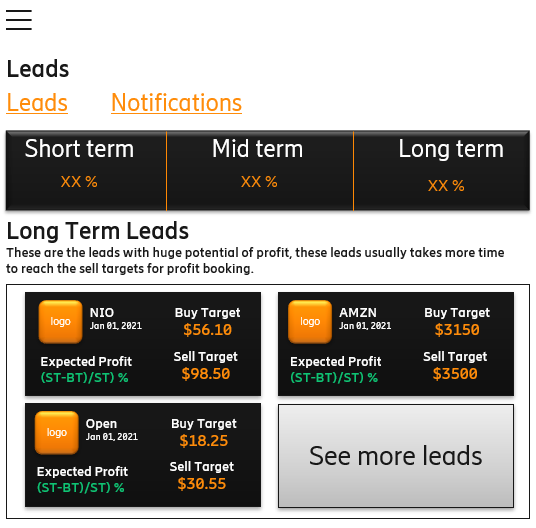 Leads
Leads Notifications
Short term Mid term Long term
XX % XX % XX %
Long Term Leads
These are the leads with huge potential of profit, these leads usually takes more time
to reach the sell targets for profit booking.
logo
NIO
Jan 01, 2021
Buy Target
$56.10
Expected Profit
(ST-BT)/ST) %
Sell Target
$98.50
logo
AMZN
Jan 01, 2021
Buy Target
$3150
Expected Profit
(ST-BT)/ST) %
Sell Target
$3500
logo
Open
Jan 01, 2021
Buy Target
$18.25
Expected Profit
(ST-BT)/ST) %
Sell Target
$30.55
See more leads